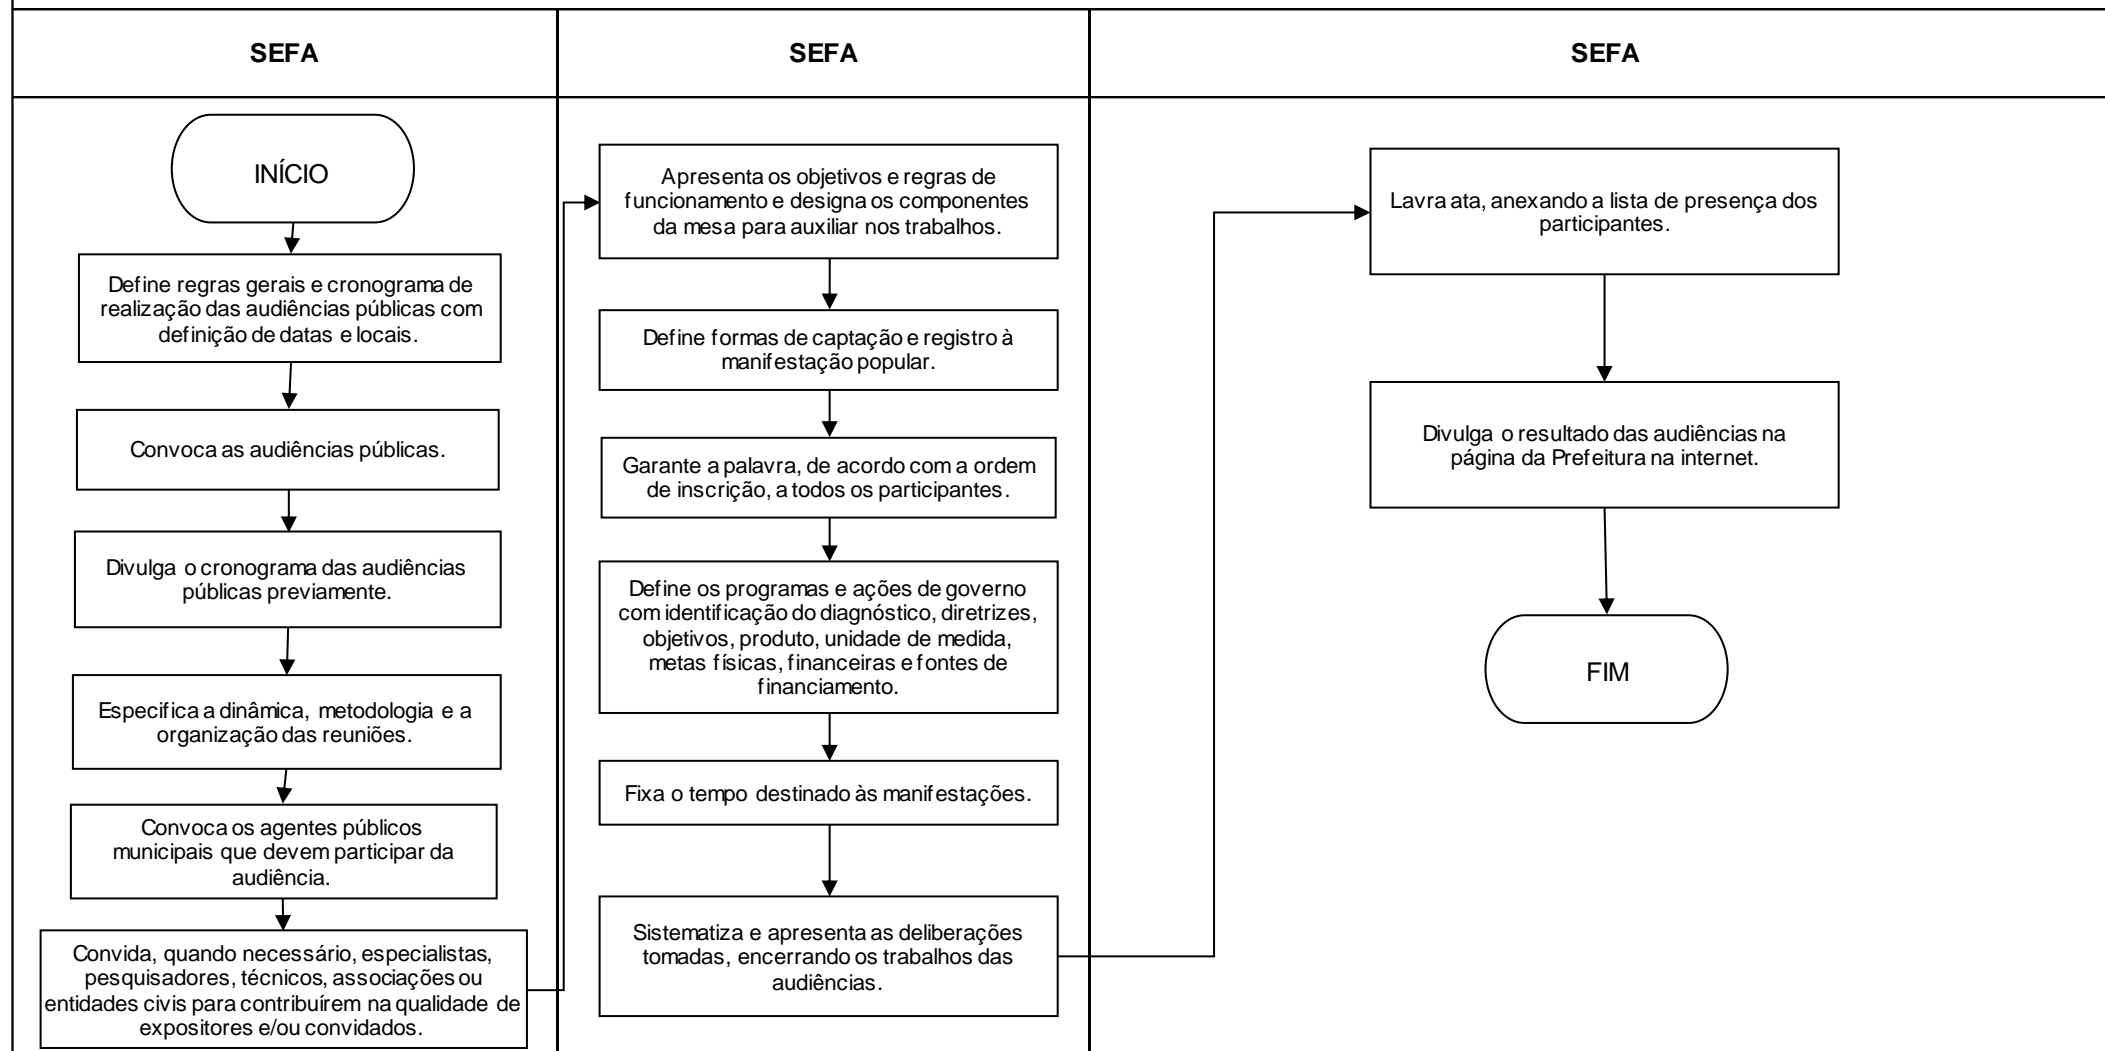 SEFA
SEFA
SEFA
INÍCIO
Define regras gerais e cronograma de
realização das audiências públicas com
definição de datas e locais.
Convoca as audiências públicas.
Divulga o cronograma das audiências
públicas previamente.
Especifica a dinâmica, metodologia e a
organização das reuniões.
Convoca os agentes públicos
municipais que devem participar da
audiência.
Convida, quando necessário, especialistas,
pesquisadores, técnicos, associações ou
entidades civis para contribuírem na qualidade de
expositores e/ou convidados.
Apresenta os objetivos e regras de
funcionamento e designa os componentes
da mesa para auxiliar nos trabalhos.
Define formas de captação e registro à
manifestação popular.
Garante a palavra, de acordo com a ordem
de inscrição, a todos os participantes.
Define os programas e ações de governo
com identificação do diagnóstico, diretrizes,
objetivos, produto, unidade de medida,
metas físicas, financeiras e fontes de
financiamento.
Fixa o tempo destinado às manifestações.
Sistematiza e apresenta as deliberações
tomadas, encerrando os trabalhos das
audiências.
Lavra ata, anexando a lista de presença dos
participantes.
Divulga o resultado das audiências na
página da Prefeitura na internet.
FIM